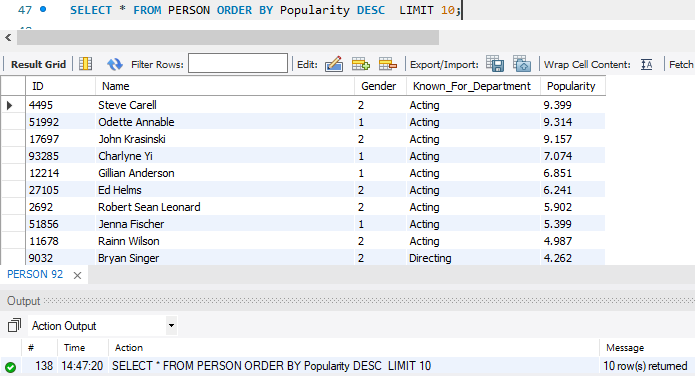 47 SELECT * FROM PERSON ORDER BY Popularity DESC  LIMIT 10;
Result Grid Filter Rows: Edit: Export/Import: Wrap Cell Content: Fetch
ID Name Gender Known_For_Department Popularity
4495 Steve Carell 2 Acting 9.399
51992 Odette Annable 1 Acting 9.314
17697 John Krasinski 2 Acting 9.157
93285 Charlyne Yi 1 Acting 7.074
12214 Gillian Anderson 1 Acting 6.851
27105 Ed Helms 2 Acting 6.241
2692 Robert Sean Leonard 2 Acting 5.902
51856 Jenna Fischer 1 Acting 5.399
11678 Rainn Wilson 2 Acting 4.987
9032 Bryan Singer 2 Directing 4.262
PERSON 92
Output
Action Output
# Time Action Message
138 14:47:20 SELECT * FROM PERSON ORDER BY Popularity DESC  LIMIT 10 10 row(s) returned